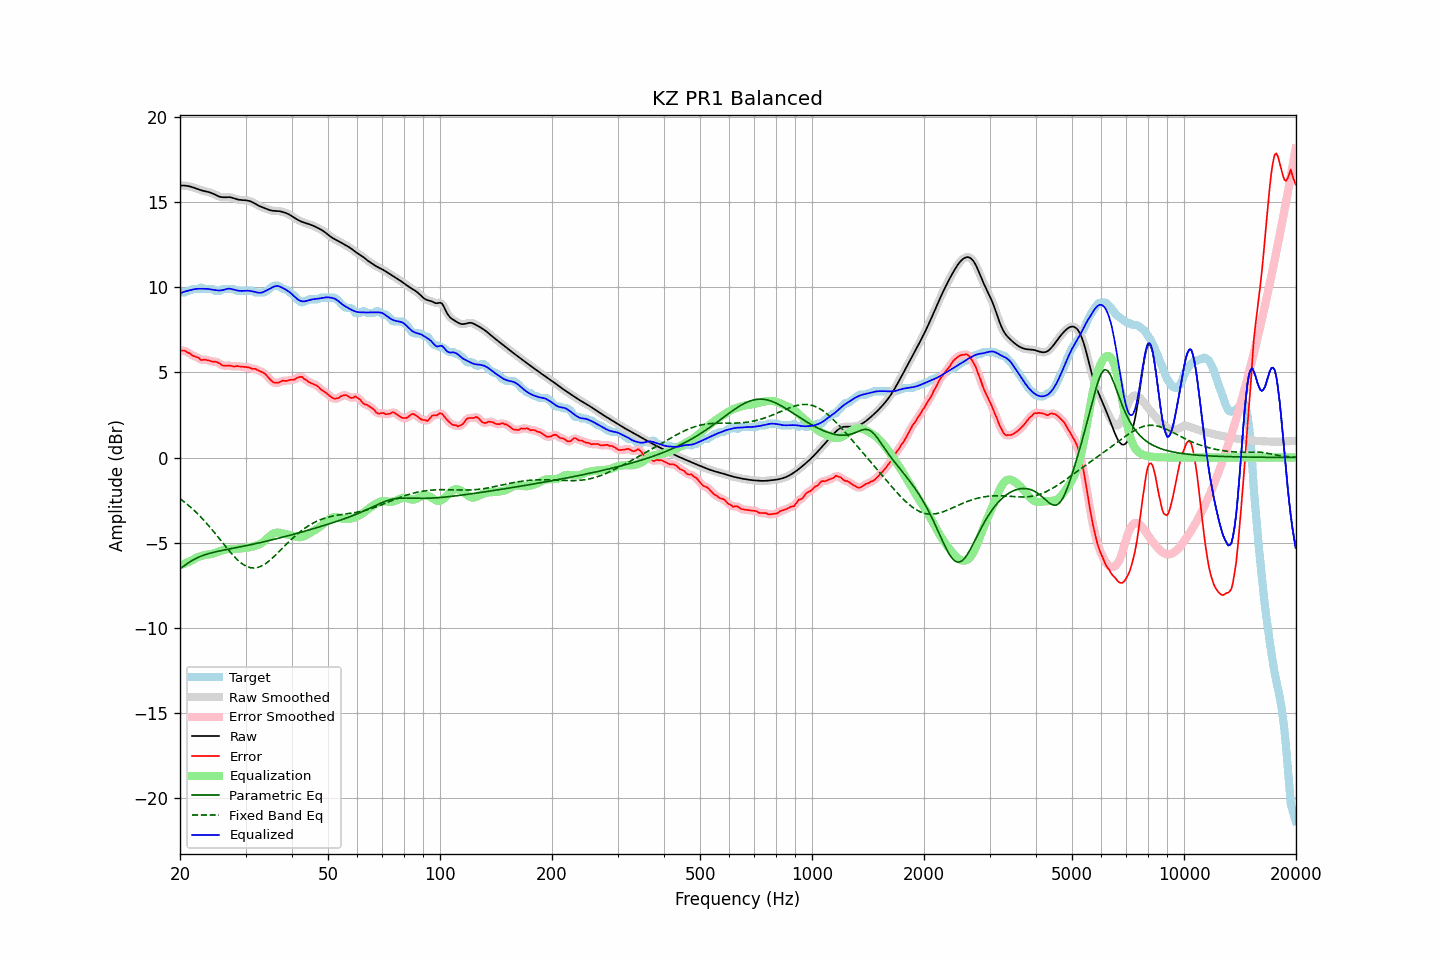 KZ PR1 Balanced
Amplitude (dBr)
20
15
10
5
0
−5
−10
−15
−20
Target
Raw Smoothed
Error Smoothed
Raw
Error
Equalization
Parametric Eq
Fixed Band Eq
Equalized
20 50 100 200 500 1000 2000 5000 10000 20000
Frequency (Hz)